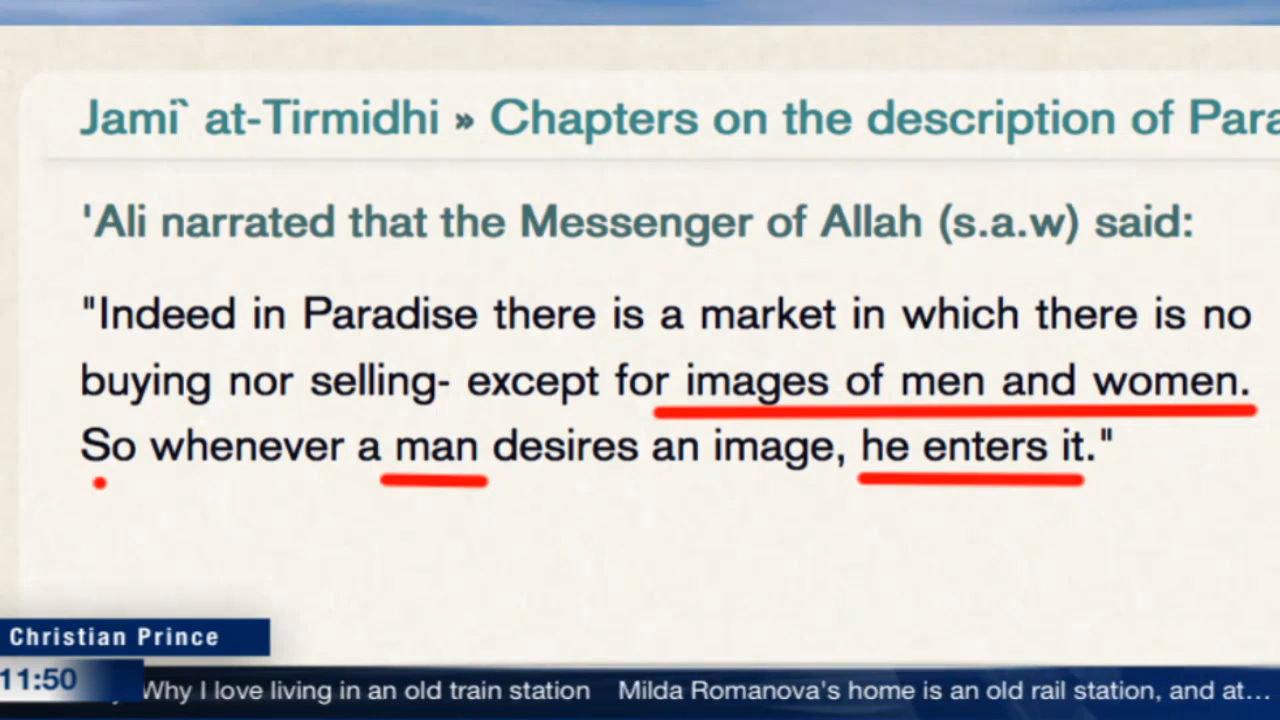 Jami` at-Tirmidhi » Chapters on the description of Para
'Ali narrated that the Messenger of Allah (s.a.w) said:
"Indeed in Paradise there is a market in which there is no
buying nor selling- except for images of men and women.
So whenever a man desires an image, he enters it."
Christian Prince
11:50
Why I love living in an old train station Milda Romanova's home is an old rail station, and at...